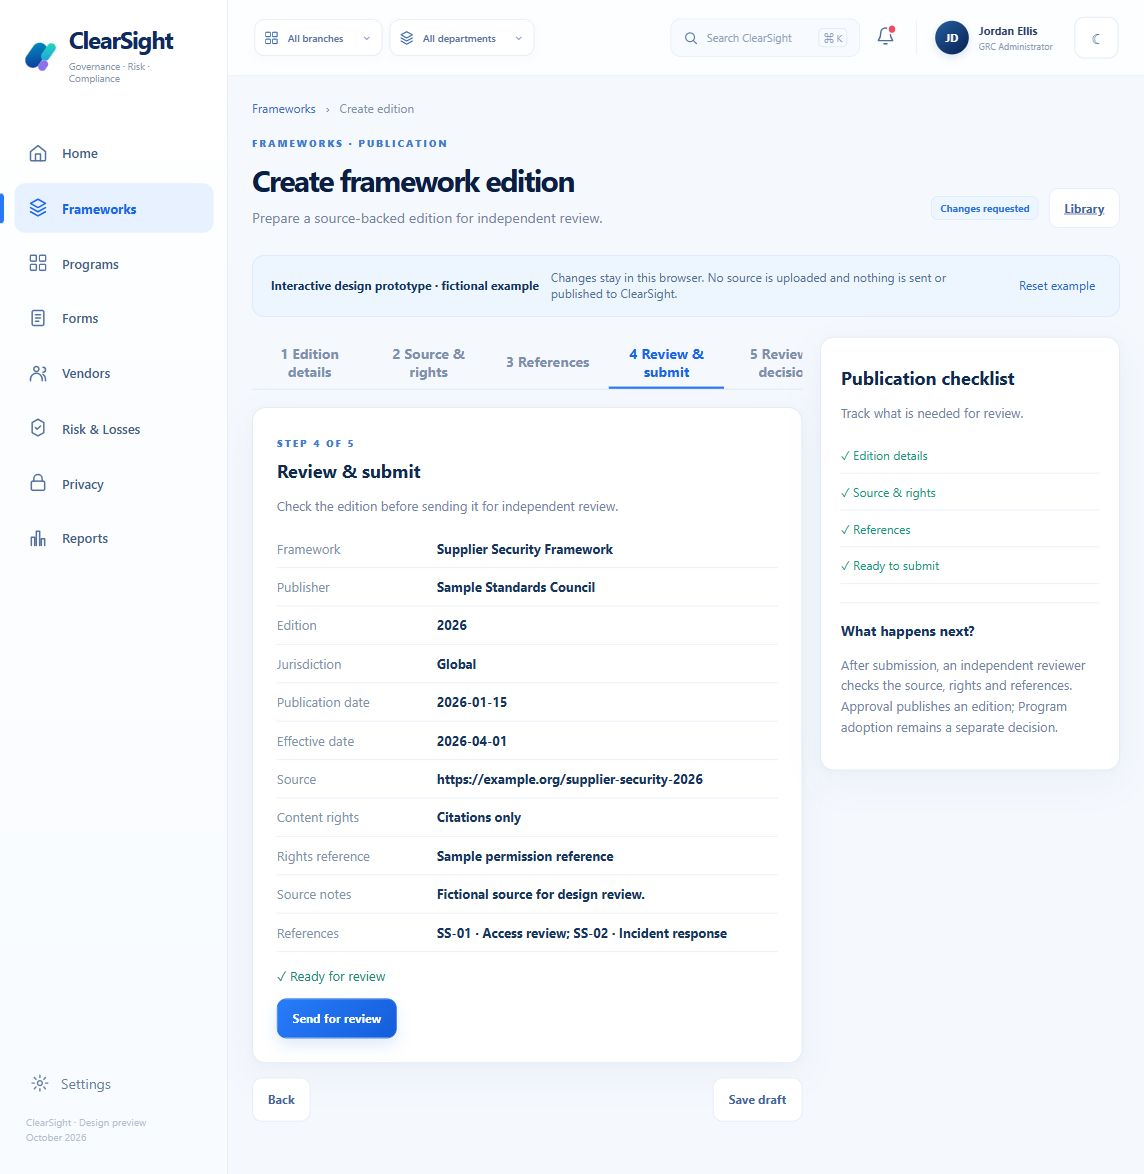 ClearSight
Governance · Risk ·
Compliance
All branches
All departments
Search ClearSight
⌘ K
JD
Jordan Ellis
GRC Administrator
Home
Frameworks
Programs
Forms
Vendors
Risk & Losses
Privacy
Reports
Settings
ClearSight · Design preview
October 2026
Frameworks › Create edition
FRAMEWORKS · PUBLICATION
Create framework edition
Prepare a source-backed edition for independent review.
Changes requested
Library
Interactive design prototype · fictional example
Changes stay in this browser. No source is uploaded and nothing is sent or
published to ClearSight.
Reset example
1 Edition
details
2 Source &
rights
3 References
4 Review &
submit
5 Review
decisio
STEP 4 OF 5
Review & submit
Check the edition before sending it for independent review.
Framework Supplier Security Framework
Publisher Sample Standards Council
Edition 2026
Jurisdiction Global
Publication date 2026-01-15
Effective date 2026-04-01
Source https://example.org/supplier-security-2026
Content rights Citations only
Rights reference Sample permission reference
Source notes Fictional source for design review.
References SS-01 · Access review; SS-02 · Incident response
✓ Ready for review
Send for review
Back
Save draft
Publication checklist
Track what is needed for review.
✓ Edition details
✓ Source & rights
✓ References
✓ Ready to submit
What happens next?
After submission, an independent reviewer
checks the source, rights and references.
Approval publishes an edition; Program
adoption remains a separate decision.